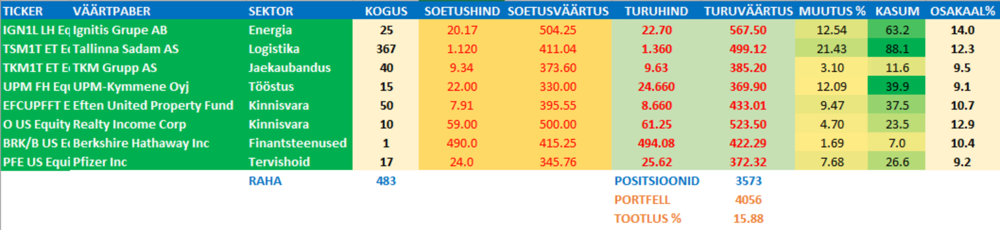 TICKER VÄÄRTPABER SEKTOR KOGUS SOETUSHIND SOETUSVÄÄRTUS TURUHIND TURUVÄÄRTUS MUUTUS % KASUM OSAKAAL%
IGN1L LH Eq Ignitis Grupe AB Energia 25 20.17 504.25 22.70 567.50 12.54 63.2 14.0
TSM1T ET E Tallinna Sadam AS Logistika 367 1.120 411.04 1.360 499.12 21.43 88.1 12.3
TKM1T ET E TKM Grupp AS Jaekaubandus 40 9.34 373.60 9.63 385.20 3.10 11.6 9.5
UPM FH Equ UPM-Kymmene Oyj Tööstus 15 22.00 330.00 24.660 369.90 12.09 39.9 9.1
EFCUPFFT E Eften United Property Fund Kinnisvara 50 7.91 395.55 8.660 433.01 9.47 37.5 10.7
O US Equity Realty Income Corp Kinnisvara 10 59.00 500.00 61.25 523.50 4.70 23.5 12.9
BRK/B US E Berkshire Hathaway Inc Finantsteenused 1 490.0 415.25 494.08 422.29 1.69 7.0 10.4
PFE US Equi Pfizer Inc Tervishoid 17 24.0 345.76 25.62 372.32 7.68 26.6 9.2
RAHA 483 POSITSIOONID 3573
PORTFELL 4056
TOOTLUS % 15.88